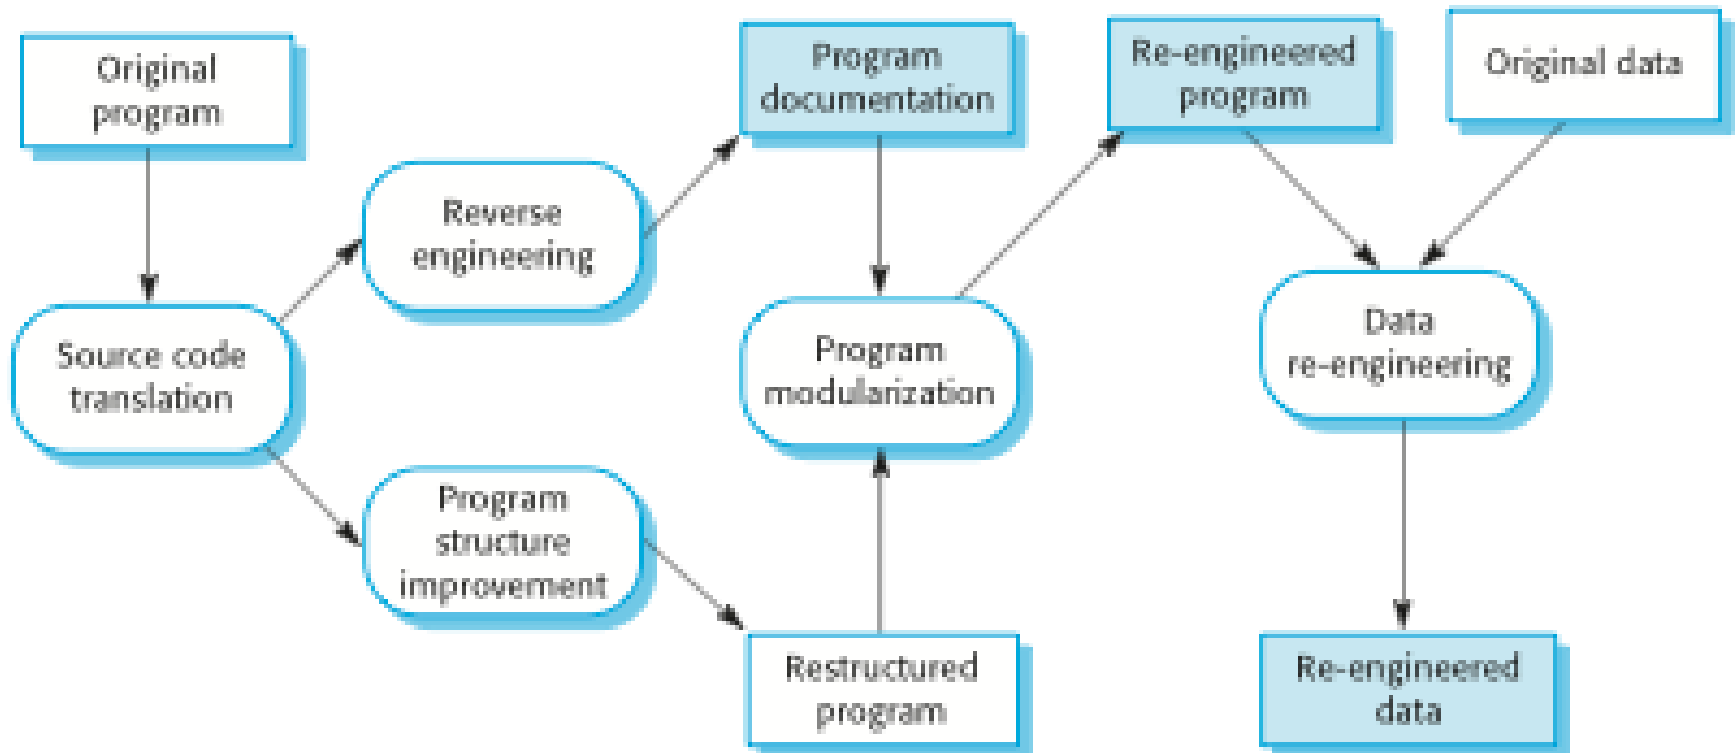 Original
program
Program
documentation
Re-engineered
program
Original data
Reverse
engineering
Source code
translation
Program
modularization
Data
re-engineering
Program
structure
improvement
Restructured
program
Re-engineered
data